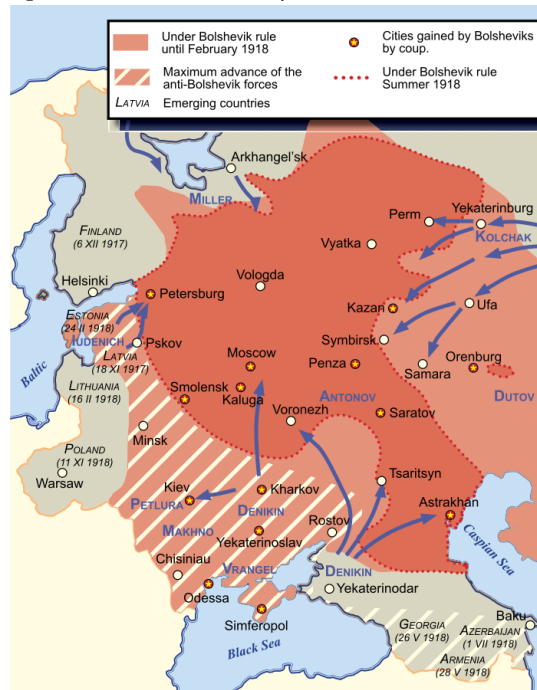 Under Bolshevik rule
until February 1918
Cities gained by Bolsheviks
by coup.
Maximum advance of the
anti-Bolshevik forces
Under Bolshevik rule
Summer 1918
LATVIA Emerging countries
Arkhangel'sk
MILLER
Perm
Yekaterinburg
KOLCHAK
FINLAND
(6 XII 1917)
Vyatka
Helsinki
Vologda
Petersburg
Kazan
Ufa
ESTONIA
(24 II 1918)
IUDENICH
Pskov
LATVIA
(18 XI 1917)
Symbirsk
Baltic
Moscow
Penza
Samara
Orenburg
LITHUANIA
(16 II 1918)
Smolensk
Kaluga
ANTONOV
DUTOV
Voronezh
Saratov
Minsk
POLAND
(11 XI 1918)
Warsaw
Tsaritsyn
Kiev
PETLURA
Kharkov
DENIKIN
Astrakhan
MAKHNO
Yekaterinoslav
Rostov
Caspian Sea
Chisiniau
VRANGEL
DENIKIN
Odessa
Yekaterinodar
Simferopol
Baku
GEORGIA
(26 V 1918)
AZERBAIJAN
(1 VII 1918)
Black Sea
ARMENIA
(28 V 1918)